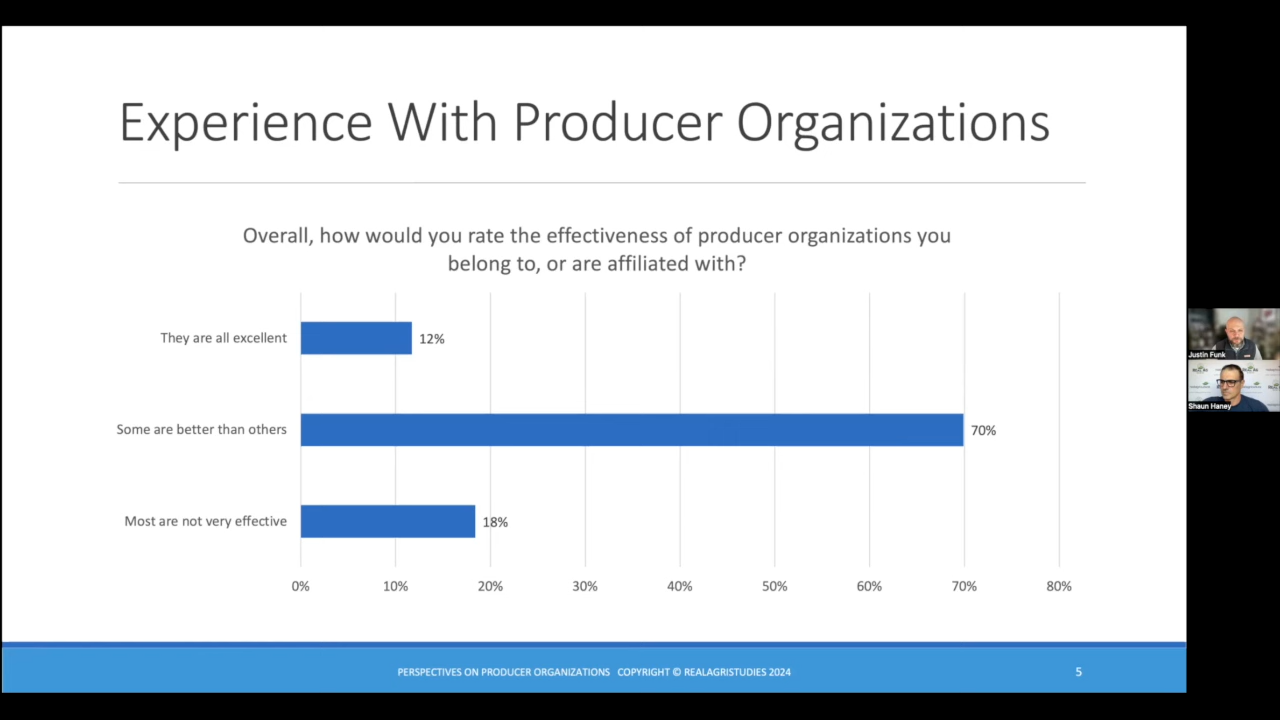 Experience With Producer Organizations
Overall, how would you rate the effectiveness of producer organizations you
belong to, or are affiliated with?
They are all excellent
12%
Some are better than others
70%
Most are not very effective
18%
0% 10% 20% 30% 40% 50% 60% 70% 80%
PERSPECTIVES ON PRODUCER ORGANIZATIONS COPYRIGHT © REALAGRISTUDIES 2024
5
Justin Funk
Shaun Haney